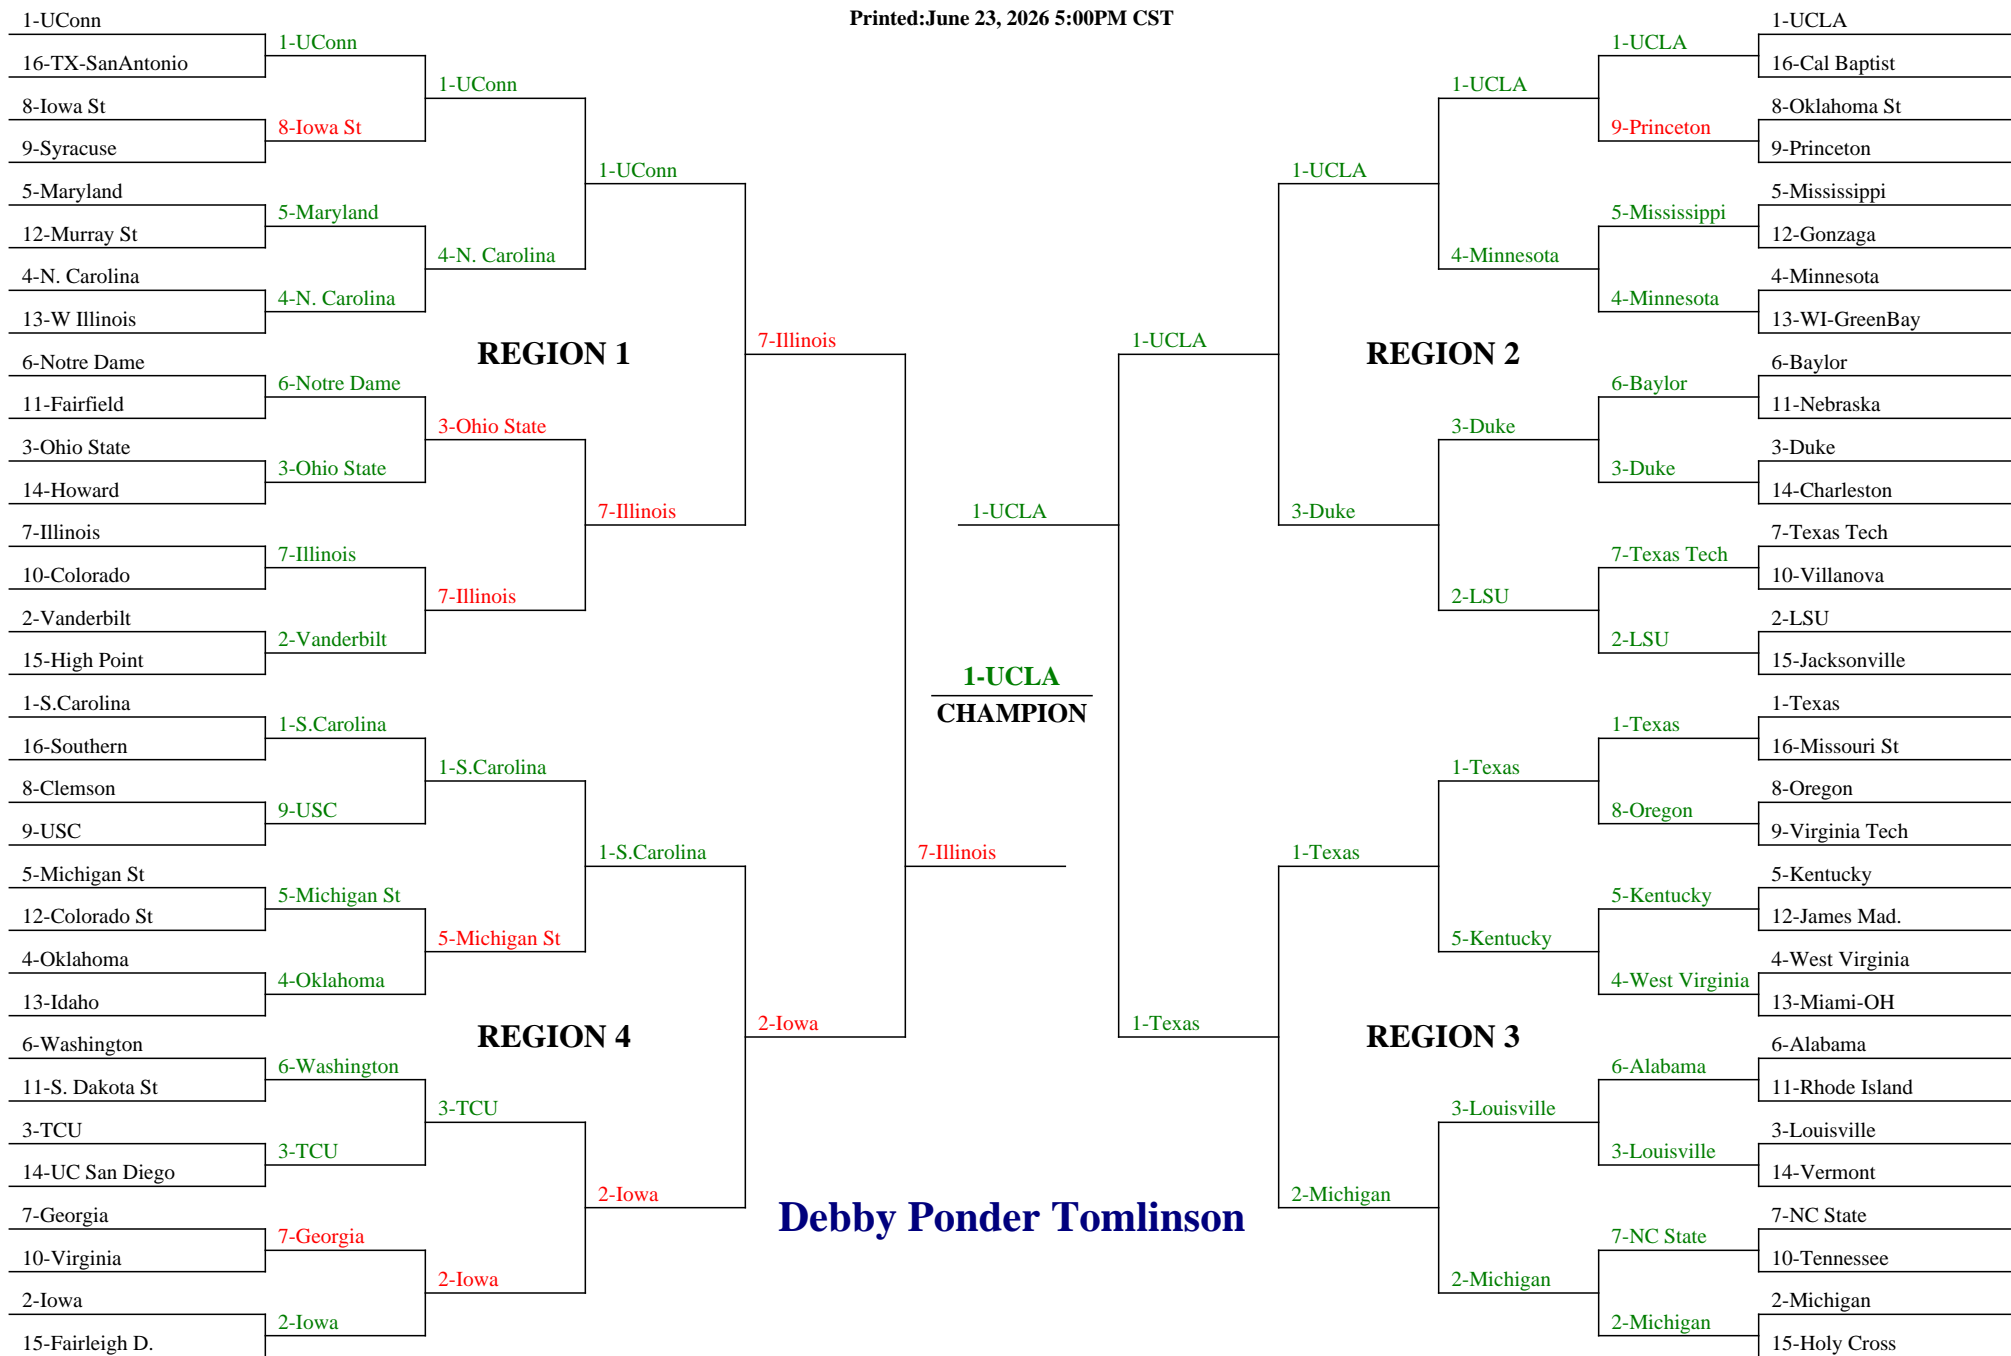 Printed:June 23, 2026 5:00PM CST
1-UConn
16-TX-SanAntonio
8-Iowa St
9-Syracuse
5-Maryland
12-Murray St
4-N. Carolina
13-W Illinois
6-Notre Dame
11-Fairfield
3-Ohio State
14-Howard
7-Illinois
10-Colorado
2-Vanderbilt
15-High Point
1-S.Carolina
16-Southern
8-Clemson
9-USC
5-Michigan St
12-Colorado St
4-Oklahoma
13-Idaho
6-Washington
11-S. Dakota St
3-TCU
14-UC San Diego
7-Georgia
10-Virginia
2-Iowa
15-Fairleigh D.
1-UConn
8-Iowa St
5-Maryland
4-N. Carolina
6-Notre Dame
3-Ohio State
7-Illinois
2-Vanderbilt
1-S.Carolina
9-USC
5-Michigan St
4-Oklahoma
6-Washington
3-TCU
7-Georgia
2-Iowa
1-UConn
4-N. Carolina
3-Ohio State
7-Illinois
1-S.Carolina
5-Michigan St
3-TCU
2-Iowa
REGION 1
REGION 4
1-UConn
7-Illinois
1-S.Carolina
2-Iowa
7-Illinois
2-Iowa
7-Illinois
1-UCLA
1-UCLA
CHAMPION
Debby Ponder Tomlinson
1-UCLA
1-Texas
1-UCLA
3-Duke
1-Texas
2-Michigan
REGION 2
REGION 3
1-UCLA
4-Minnesota
3-Duke
2-LSU
1-Texas
5-Kentucky
3-Louisville
2-Michigan
1-UCLA
9-Princeton
5-Mississippi
4-Minnesota
6-Baylor
3-Duke
7-Texas Tech
2-LSU
1-Texas
8-Oregon
5-Kentucky
4-West Virginia
6-Alabama
3-Louisville
7-NC State
2-Michigan
1-UCLA
16-Cal Baptist
8-Oklahoma St
9-Princeton
5-Mississippi
12-Gonzaga
4-Minnesota
13-WI-GreenBay
6-Baylor
11-Nebraska
3-Duke
14-Charleston
7-Texas Tech
10-Villanova
2-LSU
15-Jacksonville
1-Texas
16-Missouri St
8-Oregon
9-Virginia Tech
5-Kentucky
12-James Mad.
4-West Virginia
13-Miami-OH
6-Alabama
11-Rhode Island
3-Louisville
14-Vermont
7-NC State
10-Tennessee
2-Michigan
15-Holy Cross